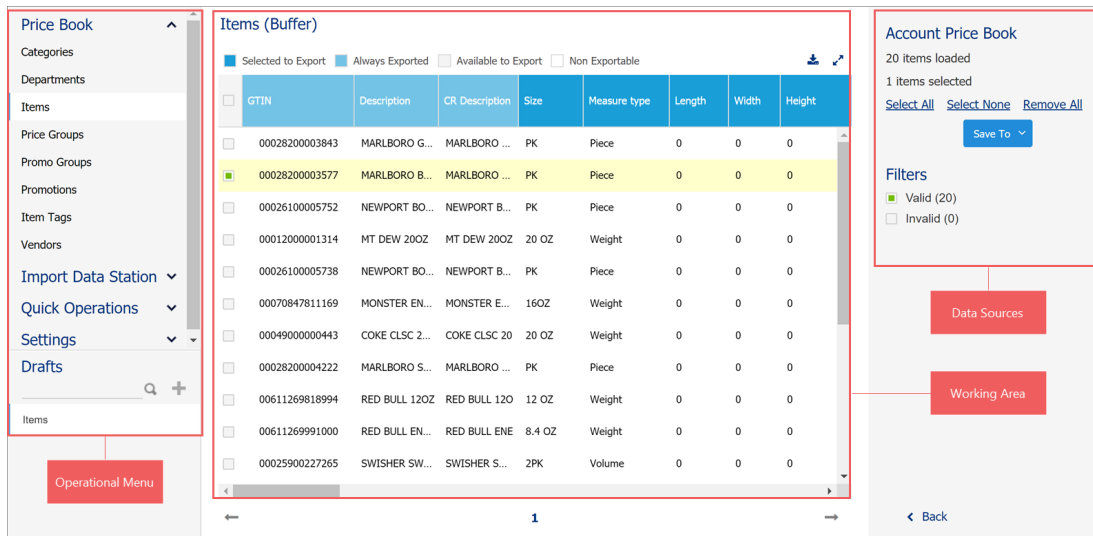 Price Book
Categories
Departments
Items
Price Groups
Promo Groups
Promotions
Item Tags
Vendors
Import Data Station
Quick Operations
Settings
Drafts
Items
Operational Menu
Items (Buffer)
Selected to Export Always Exported Available to Export Non Exportable
GTIN Description CR Description Size Measure type Length Width Height
00028200003843 MARLBORO G... MARLBORO ... PK Piece 0 0 0
00028200003577 MARLBORO B... MARLBORO ... PK Piece 0 0 0
00026100005752 NEWPORT BO... NEWPORT B... PK Piece 0 0 0
00012000001314 MT DEW 20OZ MT DEW 20OZ 20 OZ Weight 0 0 0
00026100005738 NEWPORT BO... NEWPORT B... PK Piece 0 0 0
00070847811169 MONSTER EN... MONSTER E... 16OZ Weight 0 0 0
00049000000443 COKE CLSC 2... COKE CLSC 20 20 OZ Weight 0 0 0
00028200004222 MARLBORO S... MARLBORO ... PK Piece 0 0 0
00611269818994 RED BULL 12OZ RED BULL 12O 12 OZ Weight 0 0 0
00611269991000 RED BULL EN... RED BULL ENE 8.4 OZ Weight 0 0 0
00025900227265 SWISHER SW... SWISHER S... 2PK Volume 0 0 0
1
Account Price Book
20 items loaded
1 items selected
Select All Select None Remove All
Save To
Filters
Valid (20)
Invalid (0)
Data Sources
Working Area
Back